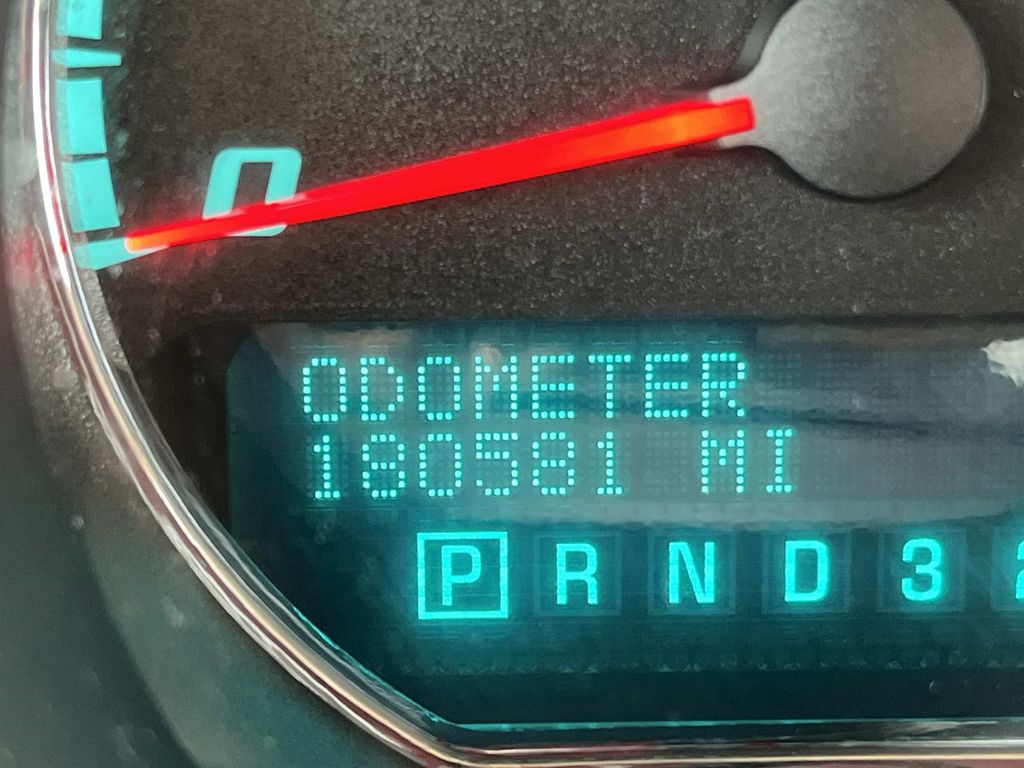 0
ODOMETER
180581 MI
P R N D 3